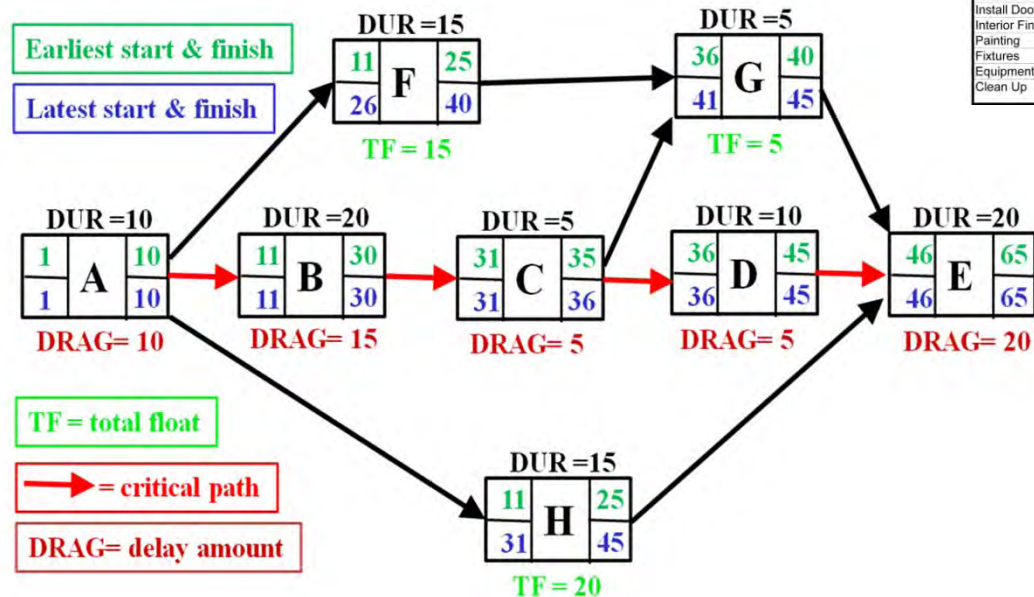 Install Doo
Interior Fin
Painting
Fixtures
Equipment
Clean Up
Earliest start & finish
Latest start & finish
DUR =15
11 F 25
26 40
TF = 15
DUR =5
36 G 40
41 45
TF = 5
DUR =10
1 A 10
1 10
DRAG= 10
DUR =20
11 B 30
11 30
DRAG= 15
DUR =5
31 C 35
31 36
DRAG= 5
DUR =10
36 D 45
36 45
DRAG= 5
DUR =20
46 E 65
46 65
DRAG= 20
TF = total float
= critical path
DRAG= delay amount
DUR =15
11 H 25
31 45
TF = 20